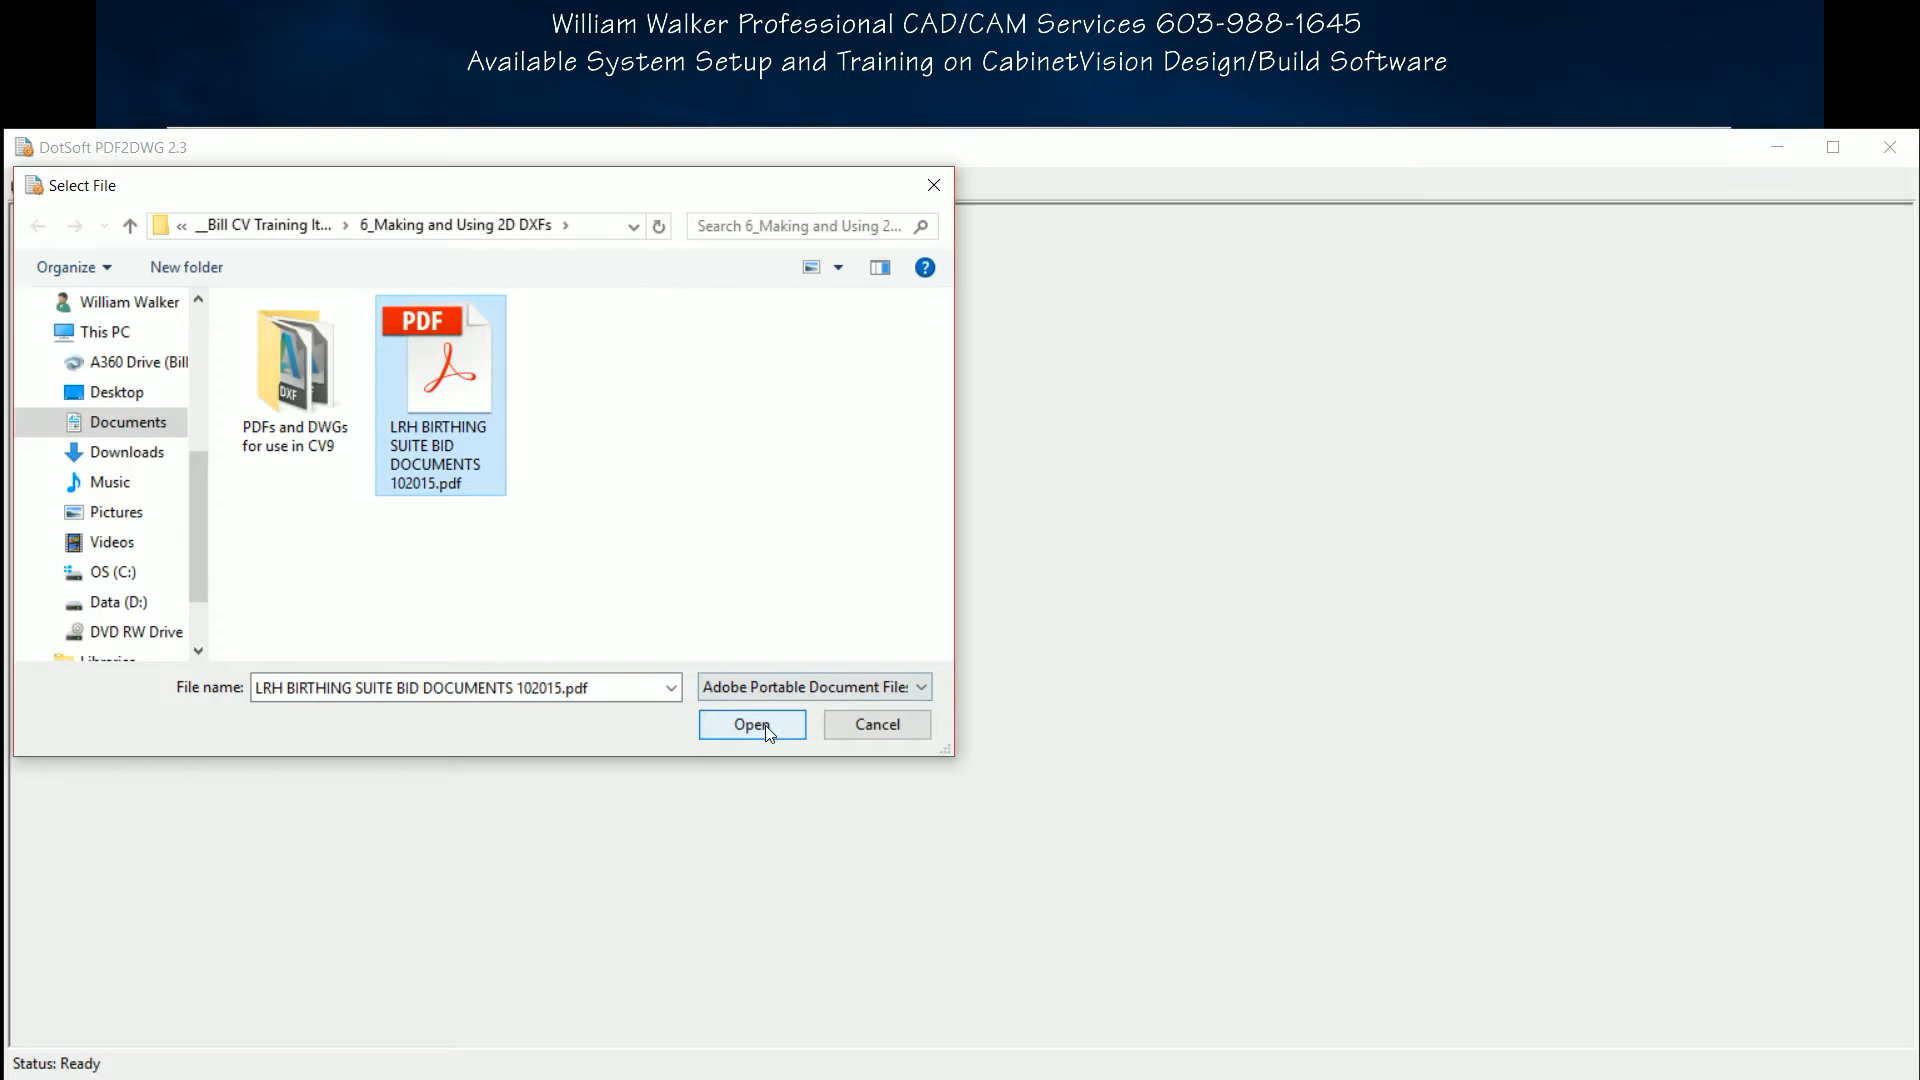 William Walker Professional CAD/CAM Services 603-988-1645
Available System Setup and Training on CabinetVision Design/Build Software
DotSoft PDF2DWG 2.3
Select File
« __Bill CV Training It... › 6_Making and Using 2D DXFs ›
Search 6_Making and Using 2...
Organize
New folder
?
William Walker
This PC
A360 Drive (Bill
Desktop
Documents
Downloads
Music
Pictures
Videos
OS (C:)
Data (D:)
DVD RW Drive
DXF
PDFs and DWGs
for use in CV9
PDF
LRH BIRTHING
SUITE BID
DOCUMENTS
102015.pdf
File name:
LRH BIRTHING SUITE BID DOCUMENTS 102015.pdf
Adobe Portable Document Files
Open
Cancel
Status: Ready